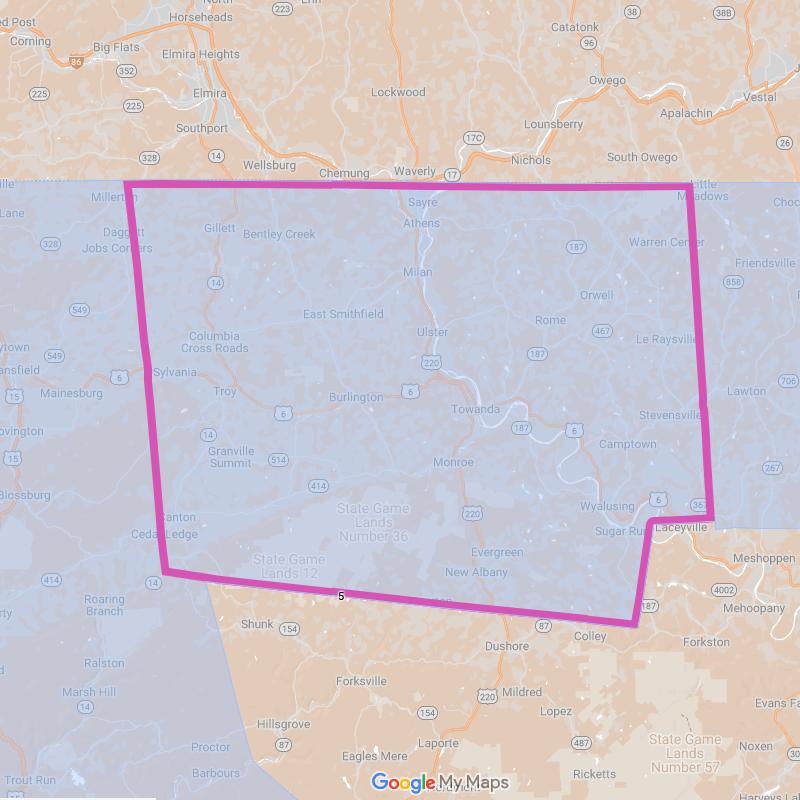 North
Erin
223
38
38B
Horseheads
ed Post
Corning
Big Flats
Catatonk
96
Elmira Heights
86
352
Owego
Elmira
Lockwood
225
225
Vestal
Apalachin
Southport
Lounsberry
17C
26
328
14
Wellsburg
Nichols
South Owego
Chemung
Waverly
17
ville
Millerton
Sayre
Little
Meadows
Choc
Lane
Athens
Daggett
Gillett
Bentley Creek
328
Jobs Corners
187
Warren Center
Milan
Friendsville
14
858
Orwell
549
East Smithfield
Rome
Ulster
467
Columbia
Cross Roads
Le Raysville
ytown
549
187
220
ansfield
Sylvania
6
706
15
Mainesburg
Troy
Burlington
6
Lawton
6
Towanda
Stevensville
ovington
14
187
6
Camptown
Granville
Summit
15
514
Monroe
267
414
Blossburg
6
Wyalusing
367
State Game
Lands
Number 36
220
Canton
Cedar Ledge
Sugar Run
Laceyville
State Game
Lands 12
Evergreen
Meshoppen
New Albany
414
14
4002
5
Roaring
Branch
187
Mehoopany
Shunk
154
87
Colley
Forkston
Dushore
Ralston
Forksville
Marsh Hill
14
220
Mildred
Evans Fa
154
Lopez
Hillsgrove
State Game
Lands
Number 57
87
Laporte
487
Noxen
Proctor
Eagles Mere
30
Barbours
Ricketts
Trout Run
Google My Maps
Harveys Lak